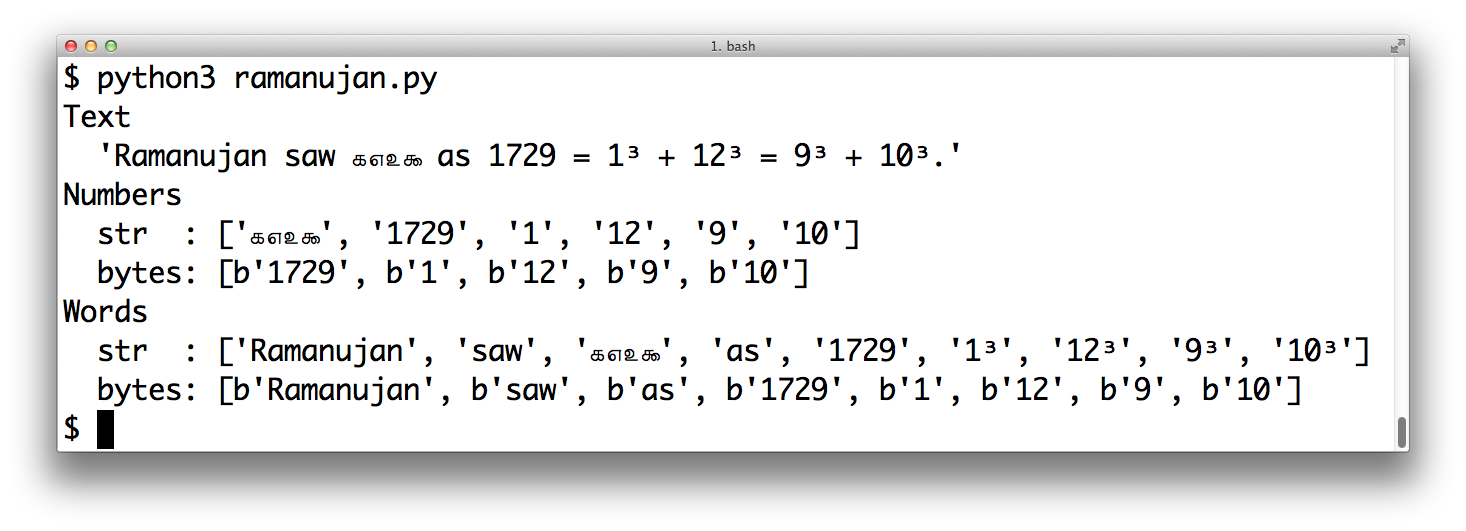 1. bash
$ python3 ramanujan.py
Text
  'Ramanujan saw ௧௭௨௯ as 1729 = 1³ + 12³ = 9³ + 10³.'
Numbers
  str  : ['௧௭௨௯', '1729', '1', '12', '9', '10']
  bytes: [b'1729', b'1', b'12', b'9', b'10']
Words
  str  : ['Ramanujan', 'saw', '௧௭௨௯', 'as', '1729', '1³', '12³', '9³', '10³']
  bytes: [b'Ramanujan', b'saw', b'as', b'1729', b'1', b'12', b'9', b'10']
$